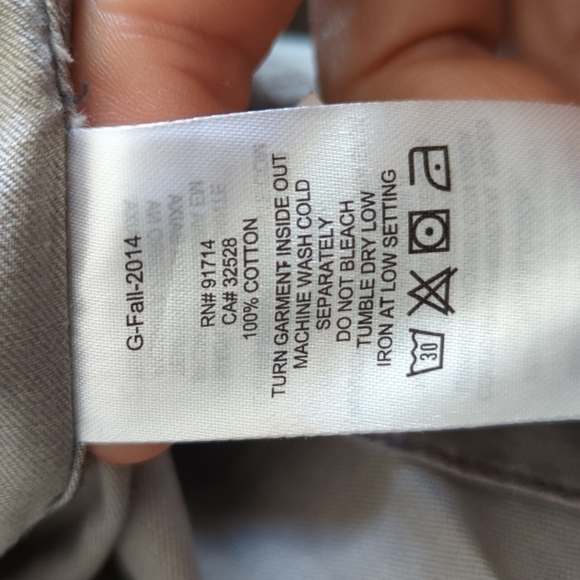 G-Fall-2014
RN# 91714
CA# 32528
100% COTTON
TURN GARMENT INSIDE OUT
MACHINE WASH COLD
SEPARATELY
DO NOT BLEACH
TUMBLE DRY LOW
IRON AT LOW SETTING
30